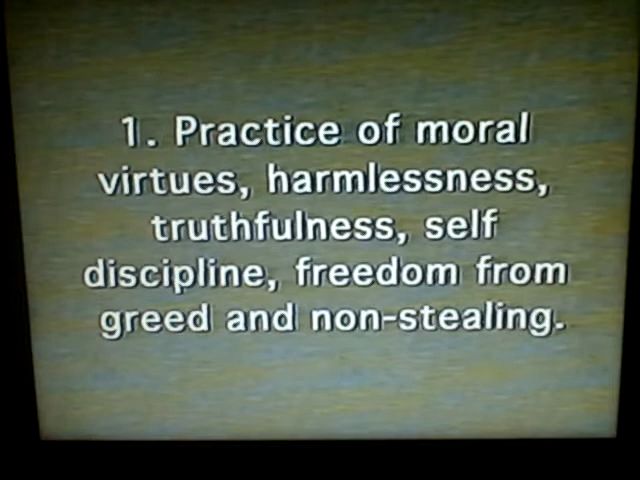 1. Practice of moral
virtues, harmlessness,
truthfulness, self
discipline, freedom from
greed and non-stealing.